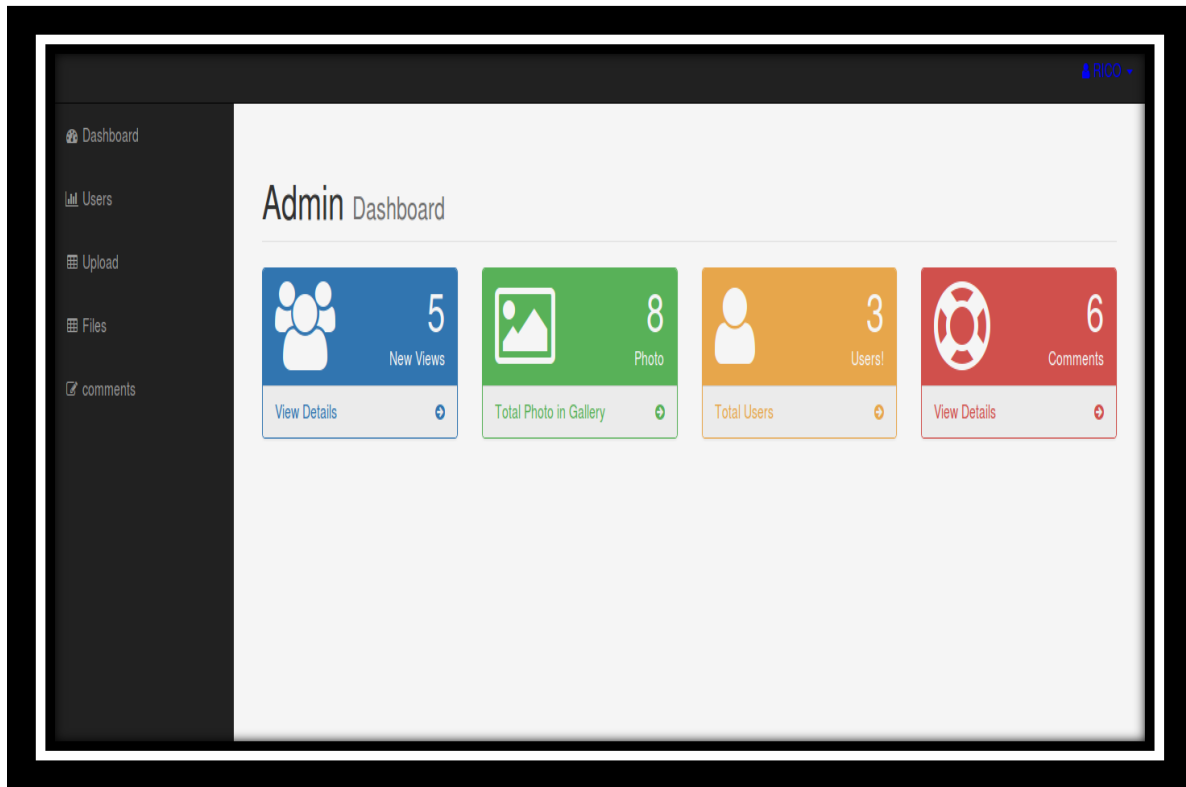 RICO
Dashboard
Users
Upload
Files
comments
Admin Dashboard
5
New Views
View Details
8
Photo
Total Photo in Gallery
3
Users!
Total Users
6
Comments
View Details